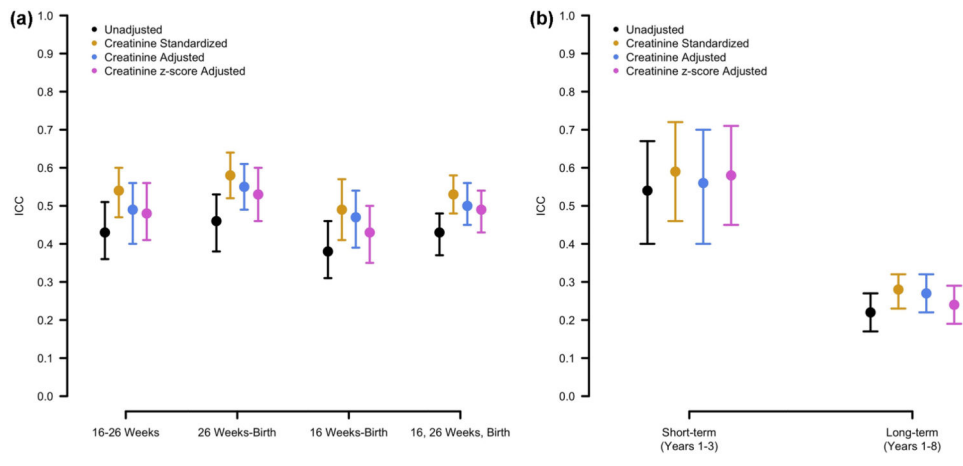 (a)
1.0
0.9
0.8
0.7
0.6
0.5
0.4
0.3
0.2
0.1
0.0
ICC
Unadjusted
Creatinine Standardized
Creatinine Adjusted
Creatinine z-score Adjusted
16-26 Weeks
26 Weeks-Birth
16 Weeks-Birth
16, 26 Weeks, Birth
(b)
1.0
0.9
0.8
0.7
0.6
0.5
0.4
0.3
0.2
0.1
0.0
ICC
Unadjusted
Creatinine Standardized
Creatinine Adjusted
Creatinine z-score Adjusted
Short-term
(Years 1-3)
Long-term
(Years 1-8)